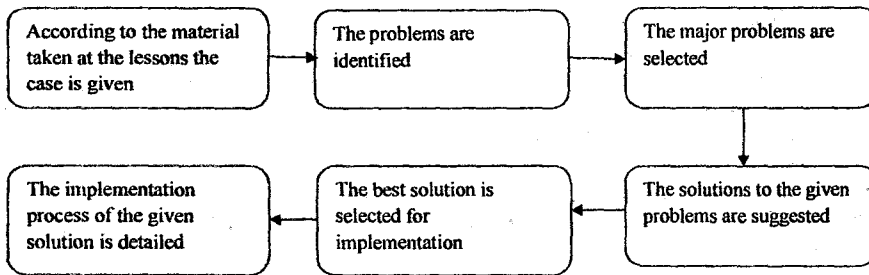 According to the material
taken at the lessons the
case is given
The problems are
identified
The major problems are
selected
The solutions to the given
problems are suggested
The best solution is
selected for
implementation
The implementation
process of the given
solution is detailed